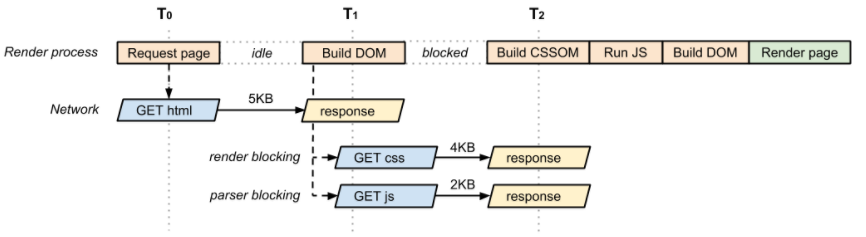 T0 T1 T2
Render process Request page idle Build DOM blocked Build CSSOM Run JS Build DOM Render page
Network GET html 5KB response
render blocking GET css 4KB response
parser blocking GET js 2KB response